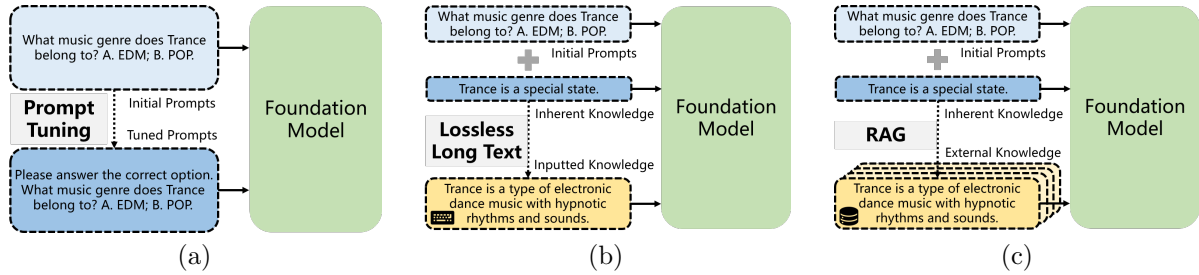 What music genre does Trance
belong to? A. EDM; B. POP.
Initial Prompts
Prompt
Tuning
Tuned Prompts
Please answer the correct option.
What music genre does Trance
belong to? A. EDM; B. POP.
Foundation
Model
(a)
What music genre does Trance
belong to? A. EDM; B. POP.
Initial Prompts
Trance is a special state.
Inherent Knowledge
Lossless
Long Text
Inputted Knowledge
Trance is a type of electronic
dance music with hypnotic
rhythms and sounds.
Foundation
Model
(b)
What music genre does Trance
belong to? A. EDM; B. POP.
Initial Prompts
Trance is a special state.
Inherent Knowledge
RAG
External Knowledge
Trance is a type of electronic
dance music with hypnotic
rhythms and sounds.
Foundation
Model
(c)